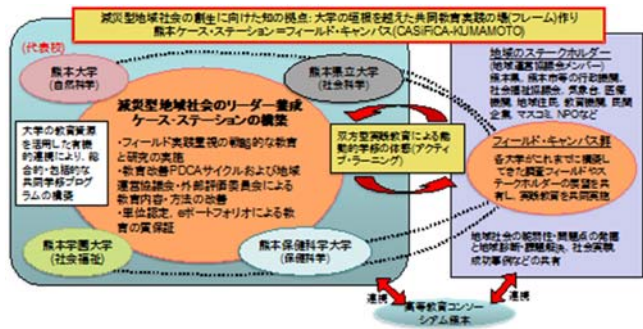 減災型地域社会の創生に向けた知の拠点:大学の垣根を越えた共同教育実践の場(フレーム)作り
熊本ケース・ステーション=フィールド・キャンパス(CASiFiCA-KUMAMOTO)
(代表校)
熊本大学
(自然科学)
熊本県立大学
(社会科学)
減災型地域社会のリーダー養成
ケース・ステーションの構築
・フィールド実践重視の戦略的な教育
と研究の実施
・教育改善PDCAサイクルおよび地域
運営協議会・外部評価委員会による
教育内容・方法の改善
・単位認定、eポートフォリオによる教
育の質保証
大学の教育資源
を活用した有機
的連携により、総
合的・包括的な
共同学修プログ
ラムの構築
熊本学園大学
(社会福祉)
熊本保健科学大学
(保健科学)
双方型実践教育による能
動的学修の体感(アクティ
ブ・ラーニング)
地域のステークホルダー
(地域運営協議会メンバー)
熊本県、熊本市等の行政機関、
社会福祉協議会、気象台、医療
機関、地域住民、教育機関、民間
企業、マスコミ、NPOなど
フィールド・キャンパス群
各大学がこれまでに構築し
てきた調査フィールドやス
テークホルダーの要望を共
有し、実践教育を共同実施
地域社会の脆弱性・問題点の発掘
と地域診断・課題解決、社会実験
成功事例などの共有
連携
連携
高等教育コンソー
シアム熊本